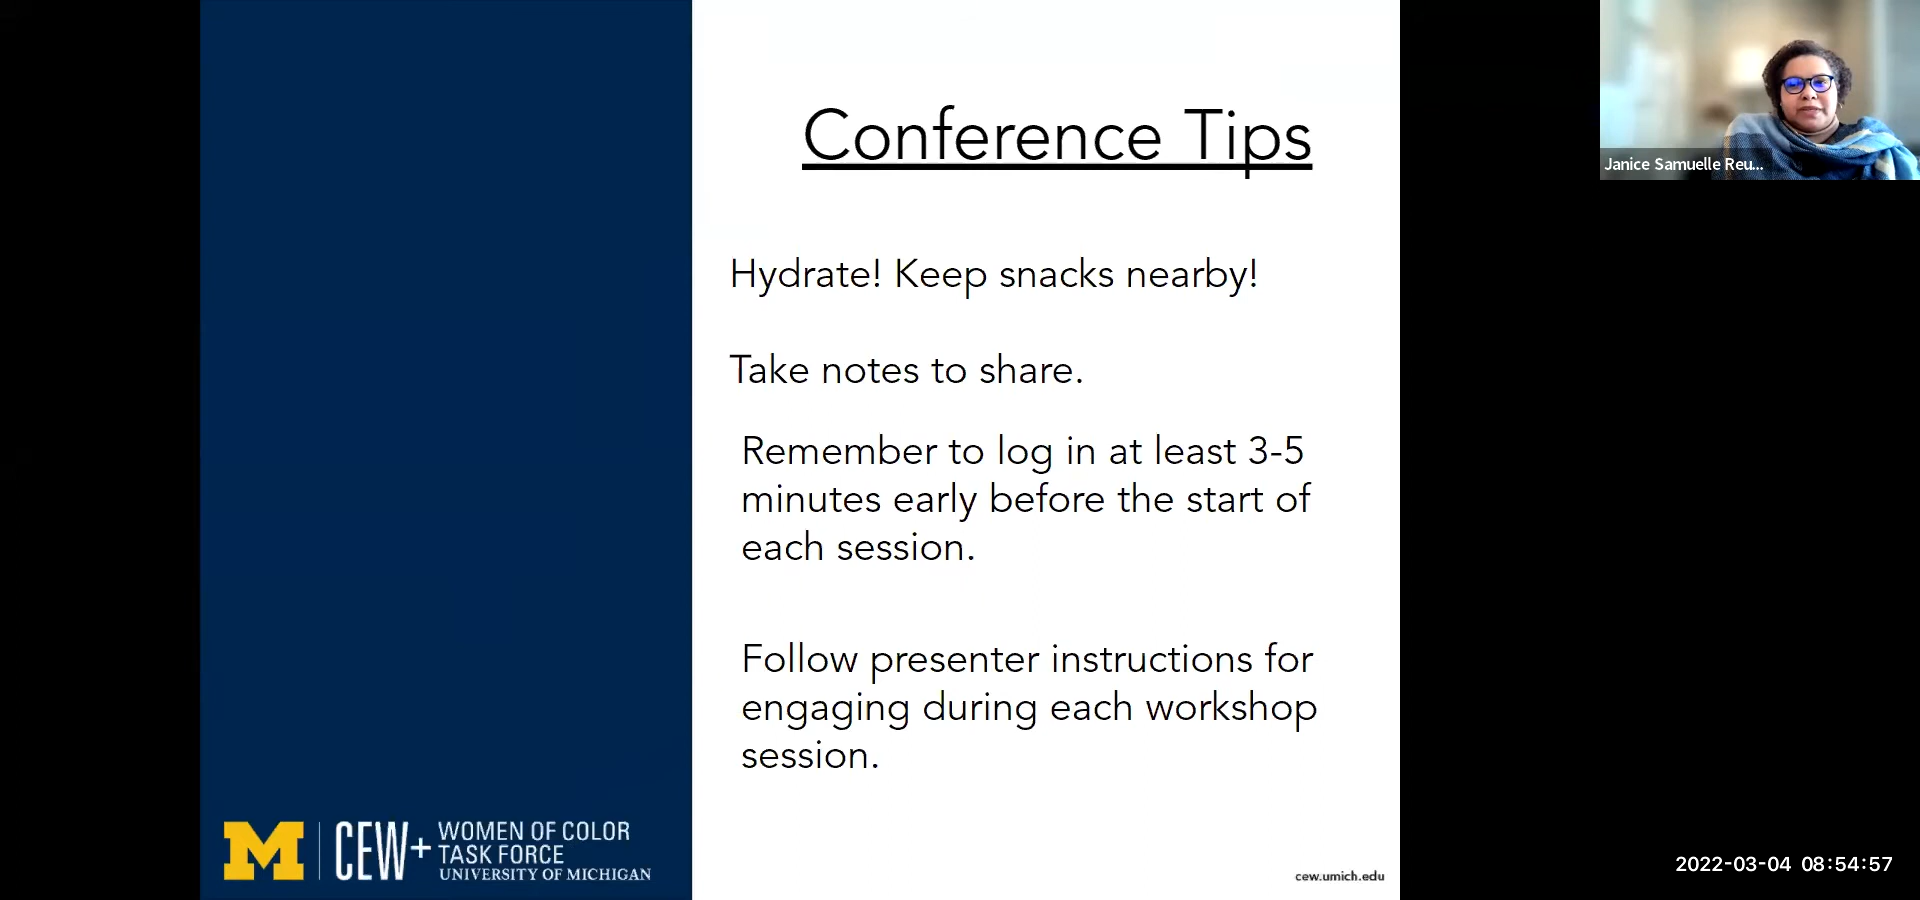 Conference Tips
Hydrate! Keep snacks nearby!
Take notes to share.
Remember to log in at least 3-5
minutes early before the start of
each session.
Follow presenter instructions for
engaging during each workshop
session.
M
CEW+
WOMEN OF COLOR
TASK FORCE
UNIVERSITY OF MICHIGAN
cew.umich.edu
Janice Samuelle Reu...
2022-03-04 08:54:57